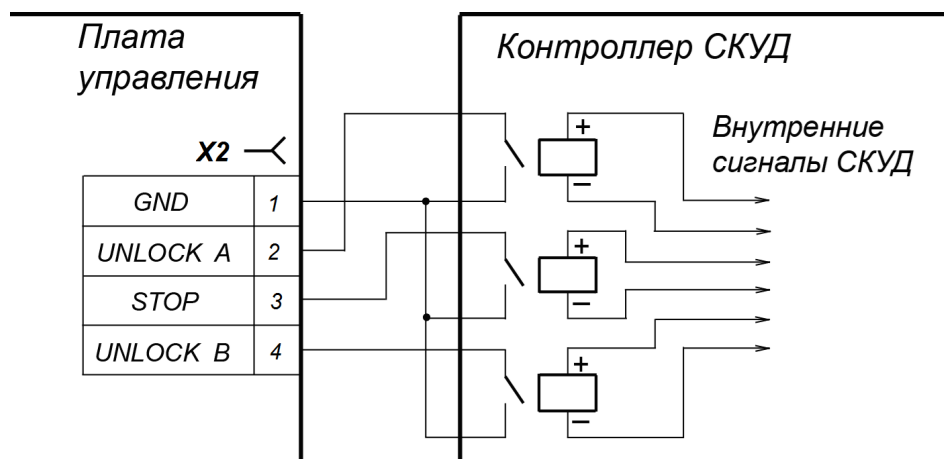 Плата
управления
Контроллер СКУД
Внутренние
сигналы СКУД
X2
GND 1
UNLOCK A 2
STOP 3
UNLOCK B 4
+
−
+
−
+
−